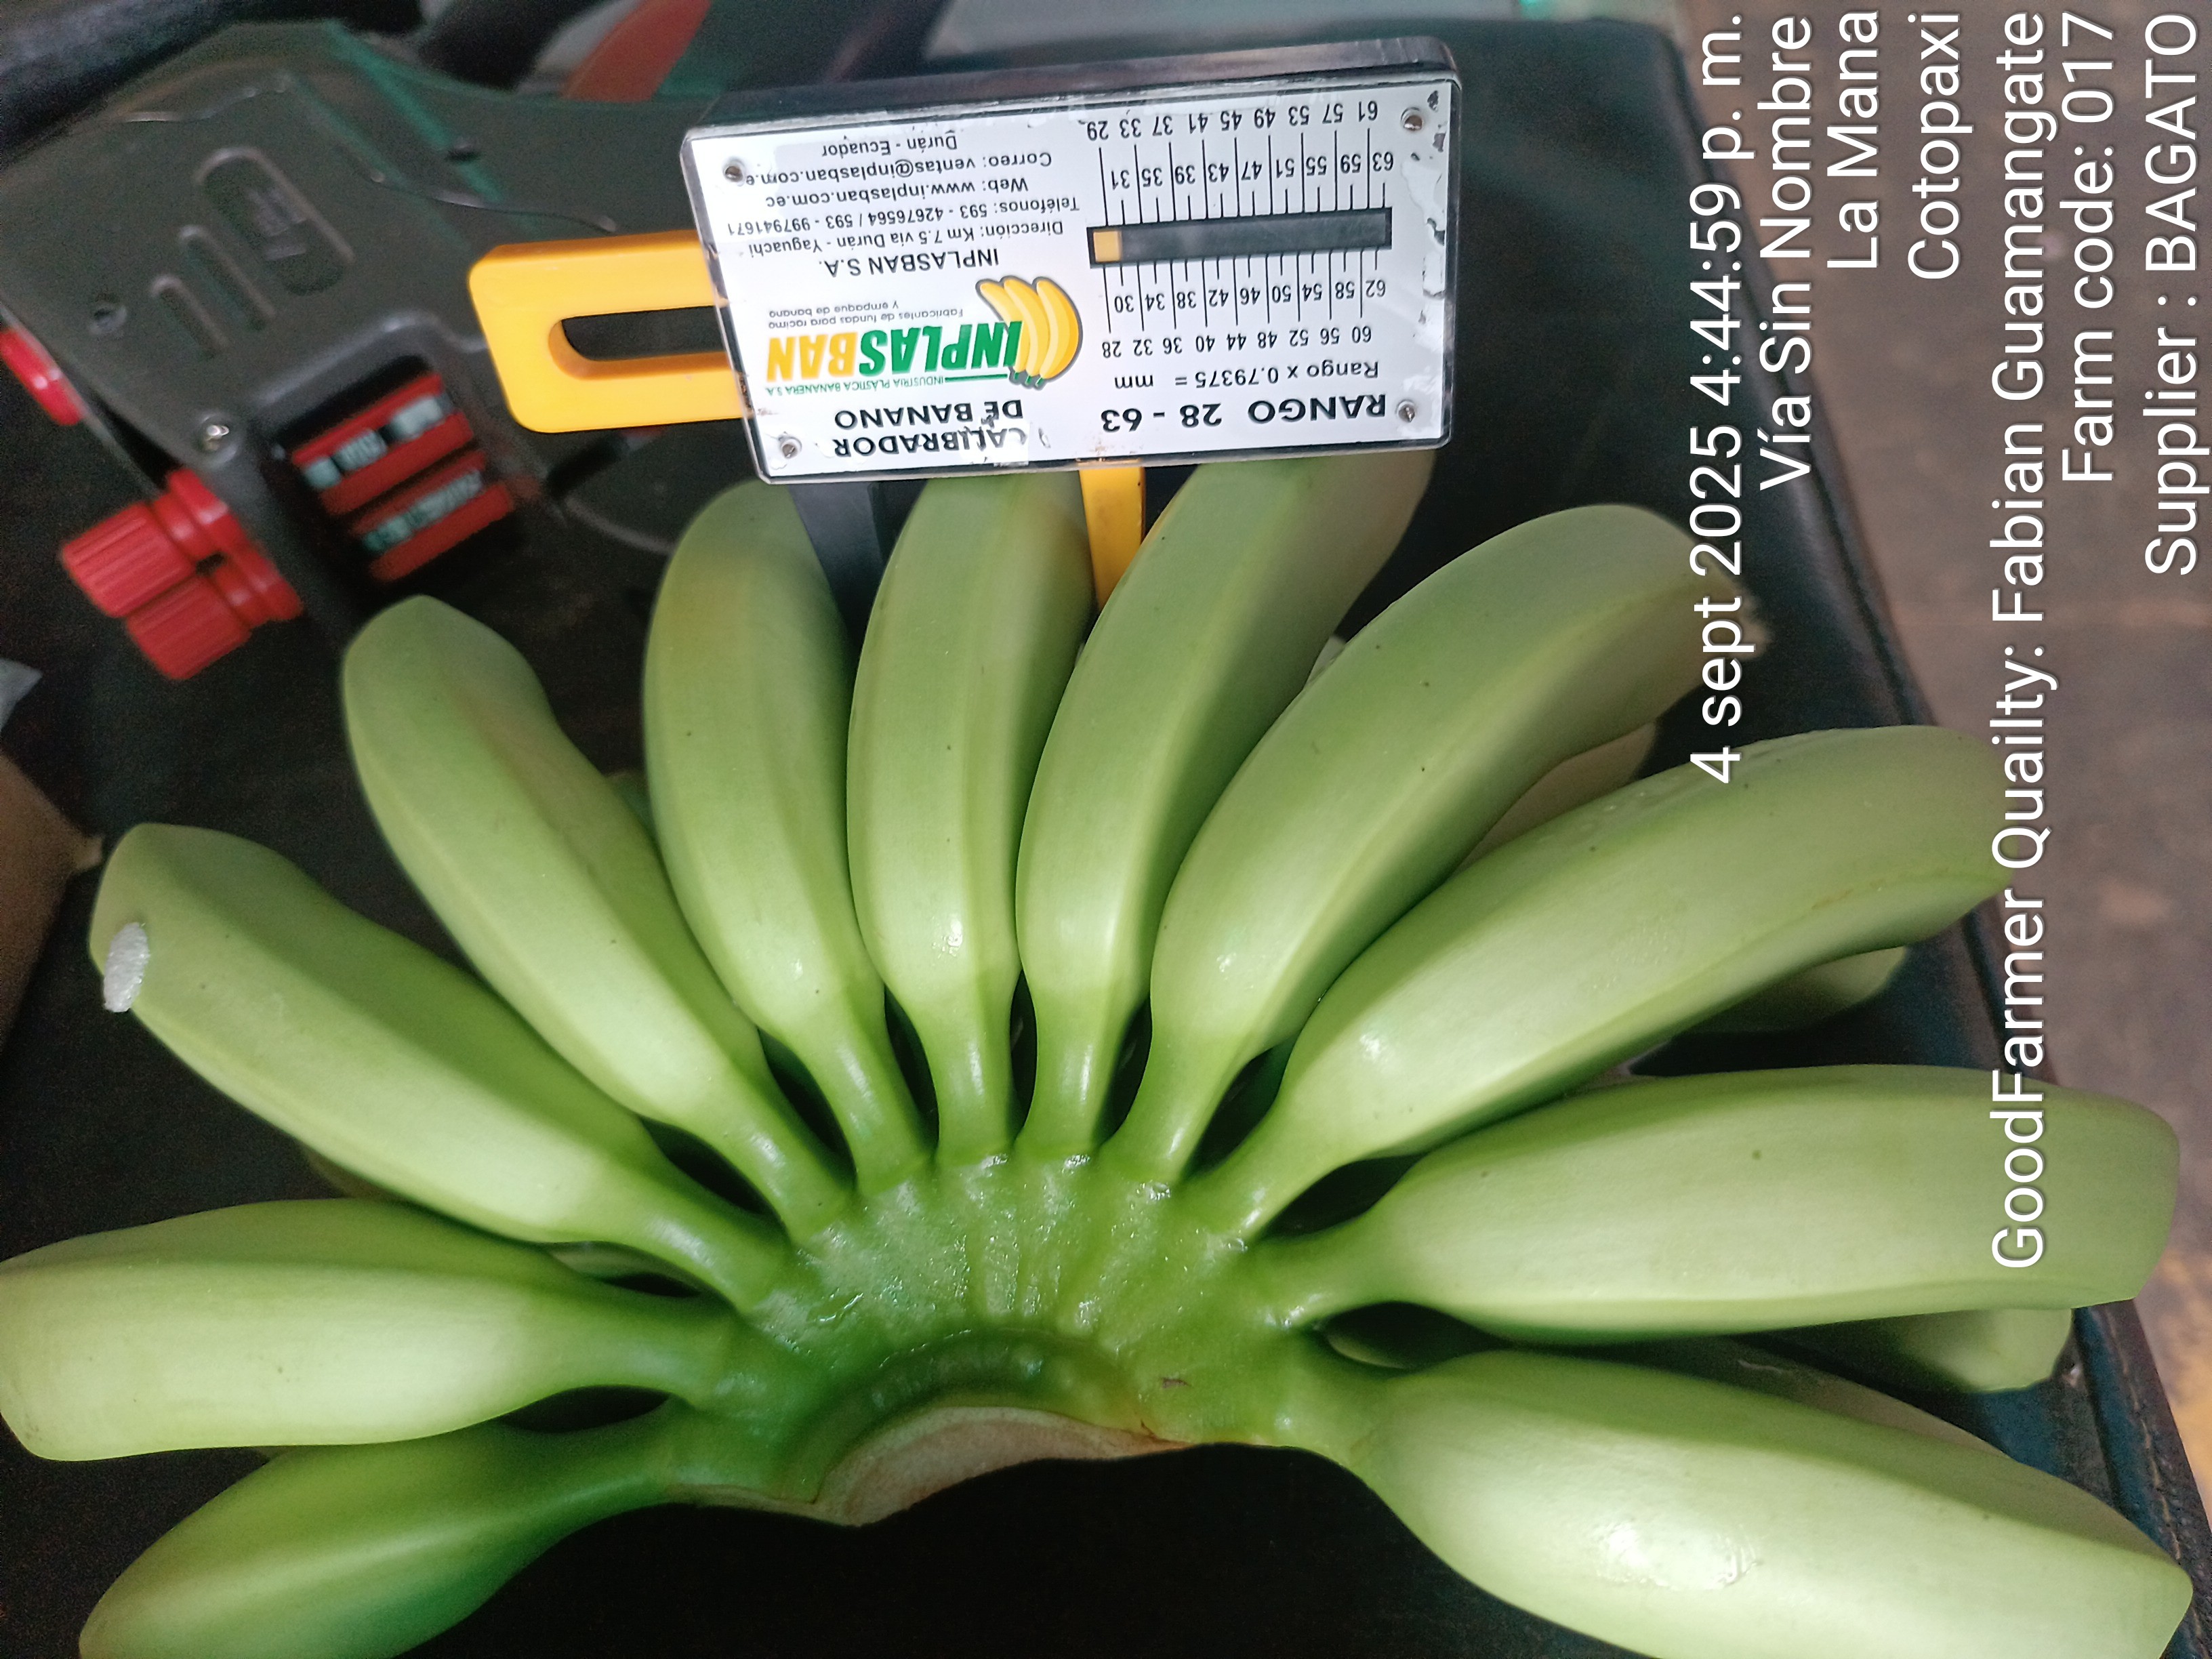 CALIBRADOR
DE BANANO
INDUSTRIA PLÁSTICA BANANERA S.A.
INPLASBAN
Fabricantes de fundas para racimo
y empaque de banano
INPLASBAN S.A.
Dirección: Km 7.5 vía Durán - Yaguachi
Teléfonos: 593 - 42676564 / 593 - 997941671
Web: www.inplasban.com.ec
Correo: ventas@inplasban.com.e
Durán - Ecuador
RANGO 28 - 63
Rango x 0.79375 = mm
60 56 52 48 44 40 36 32 28
62 58 54 50 46 42 38 34 30
63 59 55 51 47 43 39 35 31
61 57 53 49 45 41 37 33 29
4 sept 2025 4:44:59 p. m.
Vía Sin Nombre
La Mana
Cotopaxi
GoodFarmer Quailty: Fabian Guamangate
Farm code: 017
Supplier : BAGATO